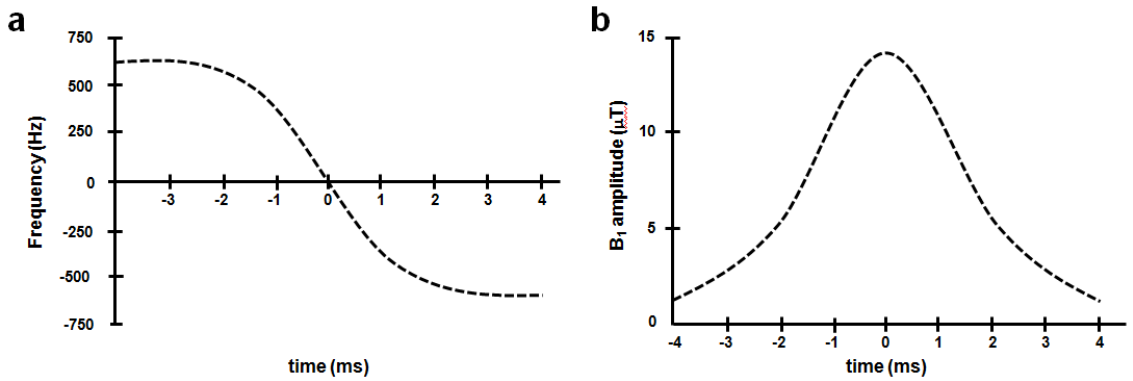 a
750
500
250
0
-250
-500
-750
Frequency (Hz)
-3 -2 -1 0 1 2 3 4
time (ms)
b
15
10
5
0
B1 amplitude (μT)
-4 -3 -2 -1 0 1 2 3 4
time (ms)